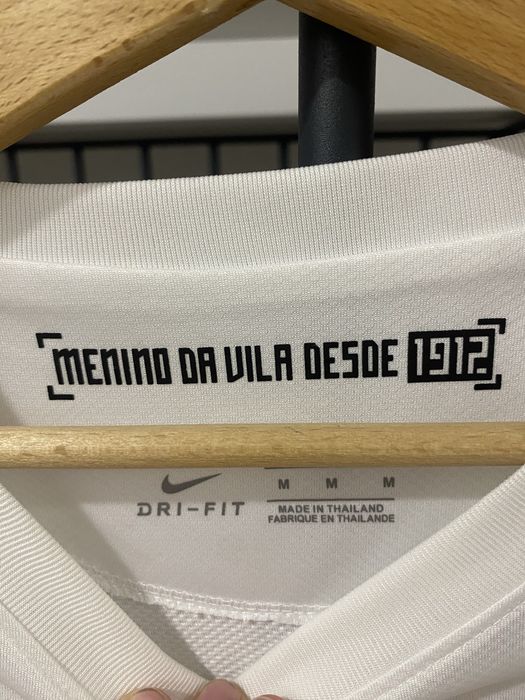 MENINO DA VILA DESDE 1912
M M M
DRI-FIT
MADE IN THAILAND
FABRIQUE EN THAILANDE